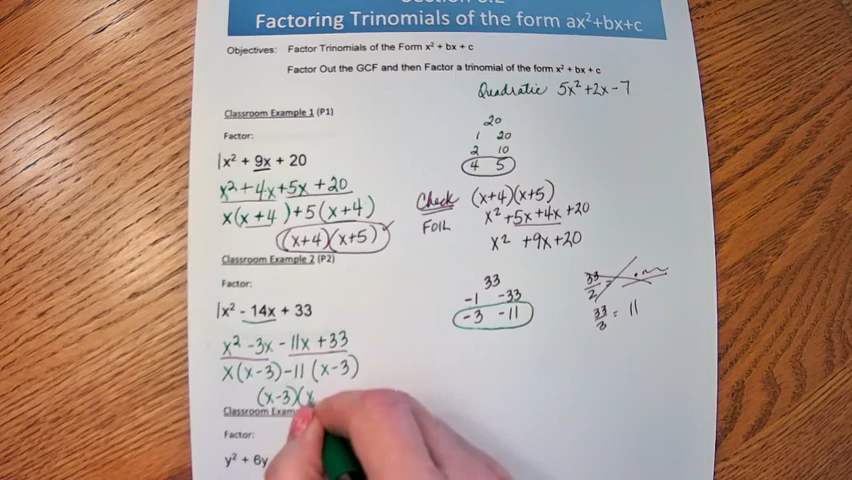 Factoring Trinomials of the form ax²+bx+c
Objectives: Factor Trinomials of the Form x² + bx + c
Factor Out the GCF and then Factor a trinomial of the form x² + bx + c
Quadratic 5x²+2x-7
Classroom Example 1 (P1)
Factor:
1x² + 9x + 20
x²+4x+5x+20
x(x+4)+5(x+4)
(x+4)(x+5)
20
1 20
2 10
4 5
Check (x+4)(x+5)
FOIL x²+5x+4x+20
x² +9x+20
Classroom Example 2 (P2)
Factor:
1x² - 14x + 33
x²-3x-11x+33
x(x-3)-11(x-3)
(x-3)(x
33
-1 -33
-3 -11
33/2 =
33/3 = 11
Classroom Exam
Factor:
y² + 6y